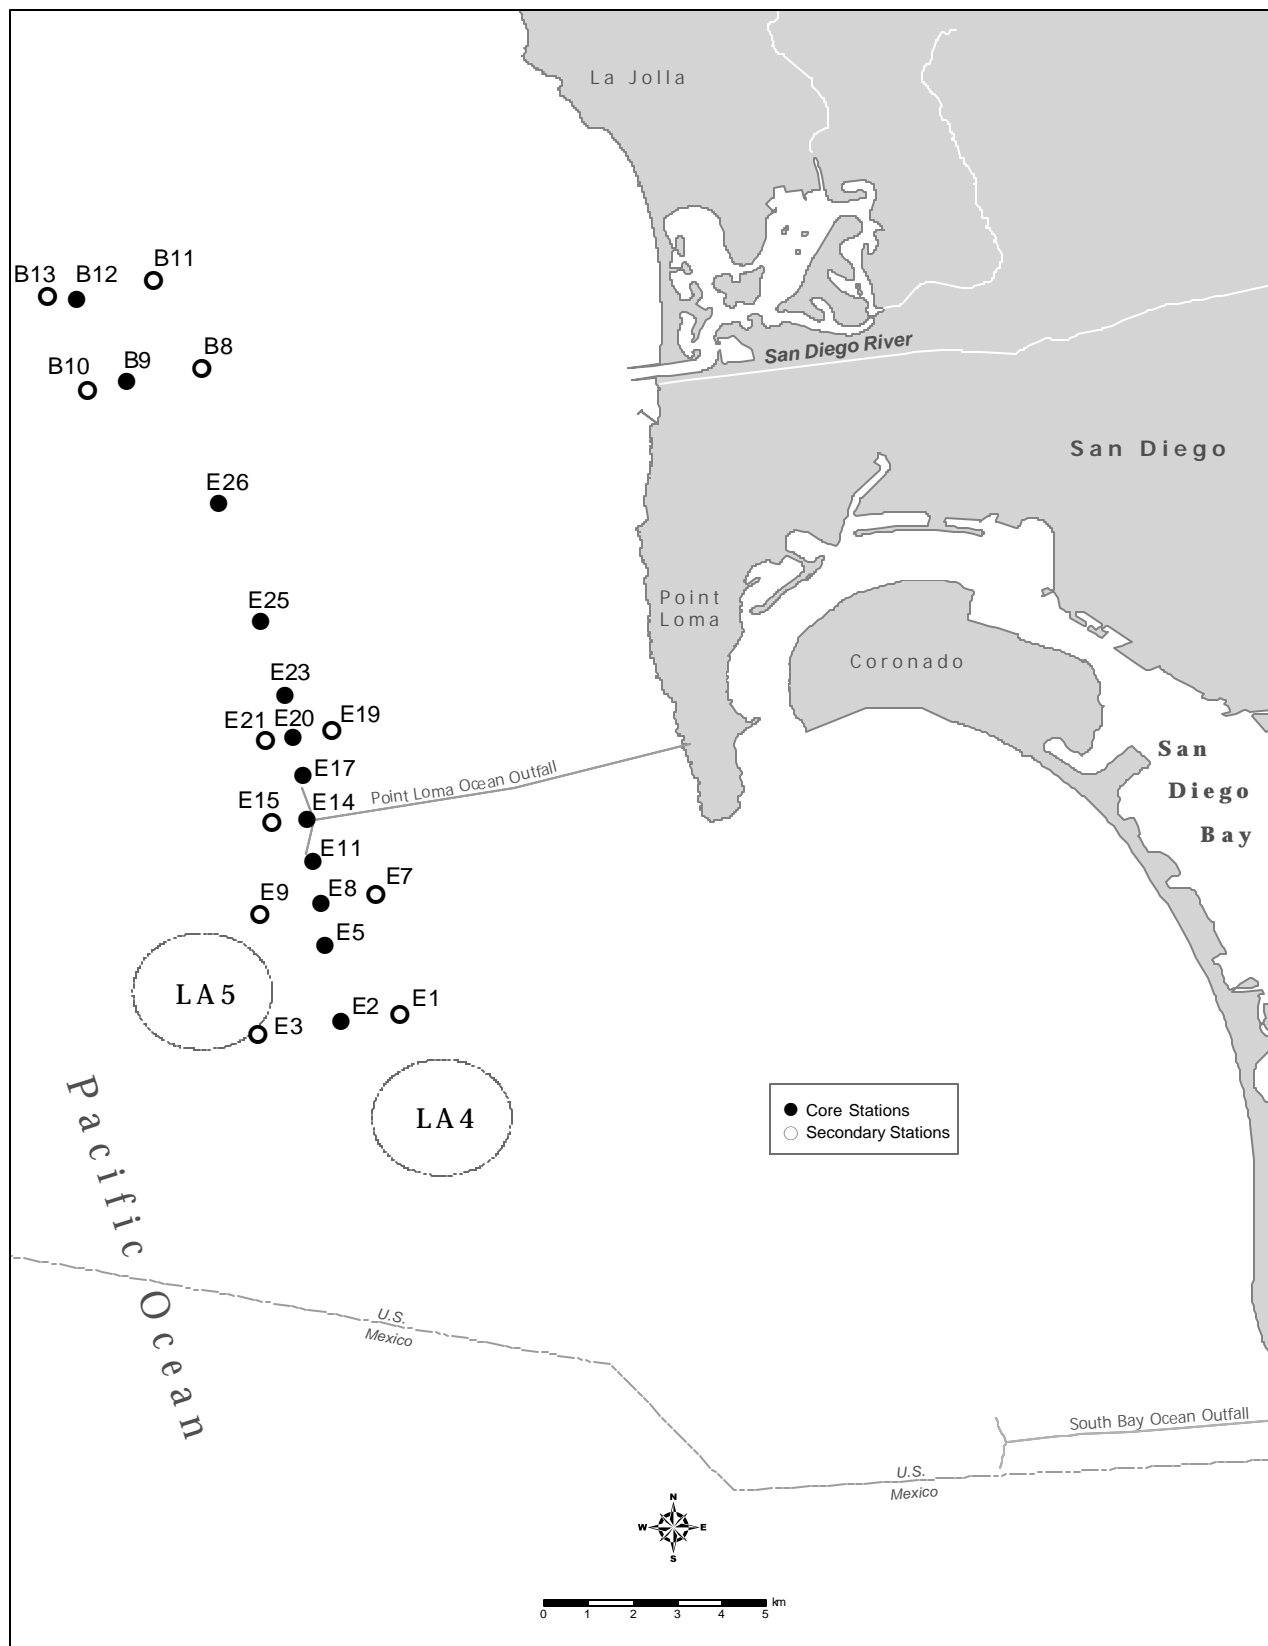 La Jolla
B11
B13
B12
San Diego River
B8
B10
B9
San Diego
E26
E25
Point
Loma
Coronado
E23
E21
E20
E19
San
Diego
Bay
E17
Point Loma Ocean Outfall
E15
E14
E11
E9
E8
E7
E5
LA5
E2
E1
E3
LA4
Core Stations
Secondary Stations
Pacific Ocean
U.S.
Mexico
South Bay Ocean Outfall
U.S.
Mexico
N
W
E
S
km
0 1 2 3 4 5